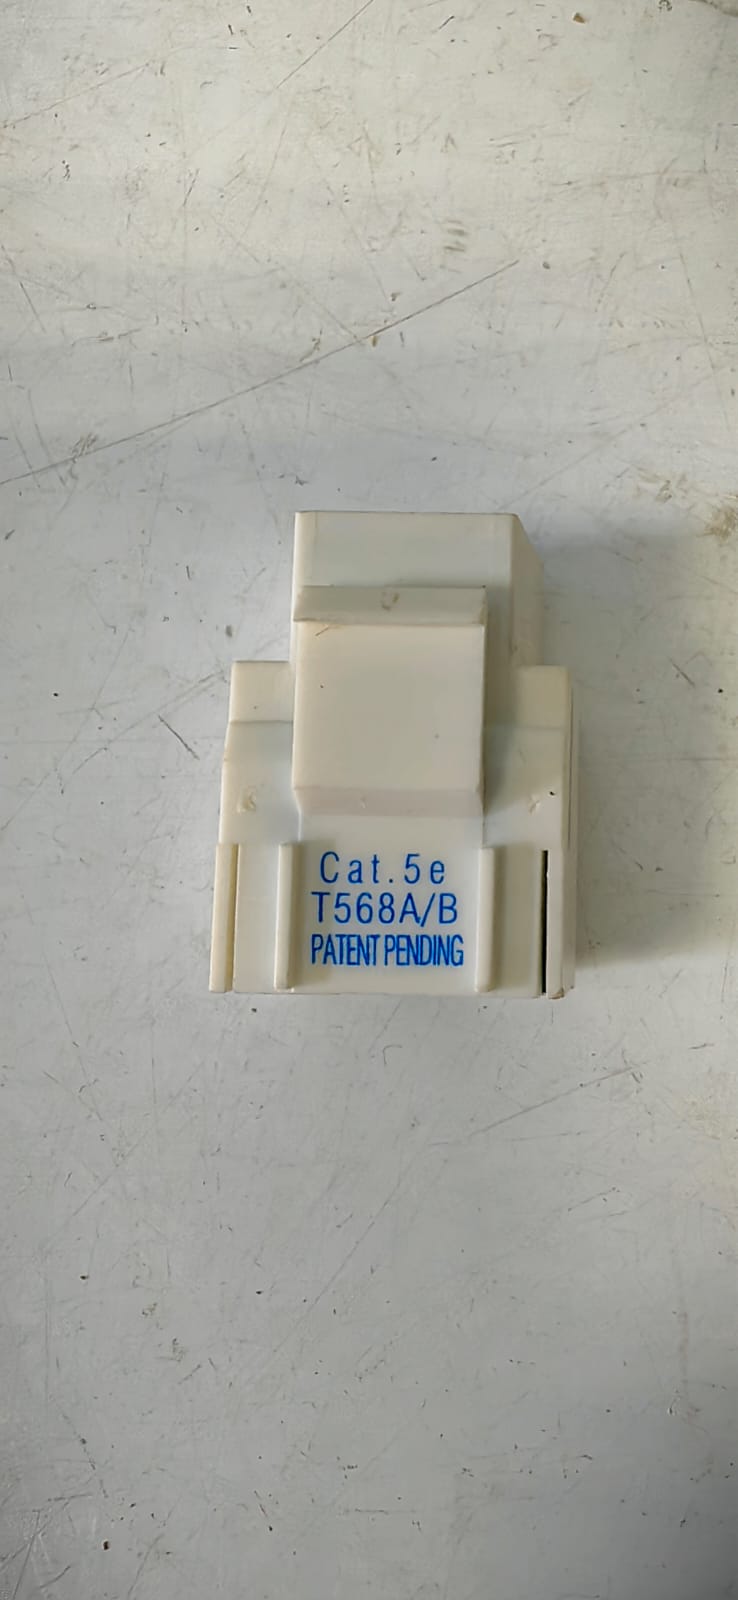 Cat.5e
T568A/B
PATENT PENDING